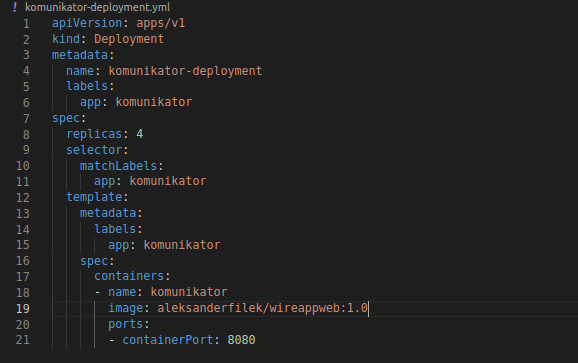 ! komunikator-deployment.yml
1 apiVersion: apps/v1
2 kind: Deployment
3 metadata:
4   name: komunikator-deployment
5   labels:
6     app: komunikator
7 spec:
8   replicas: 4
9   selector:
10     matchLabels:
11       app: komunikator
12   template:
13     metadata:
14       labels:
15         app: komunikator
16     spec:
17       containers:
18       - name: komunikator
19         image: aleksanderfilek/wireappweb:1.0
20         ports:
21         - containerPort: 8080